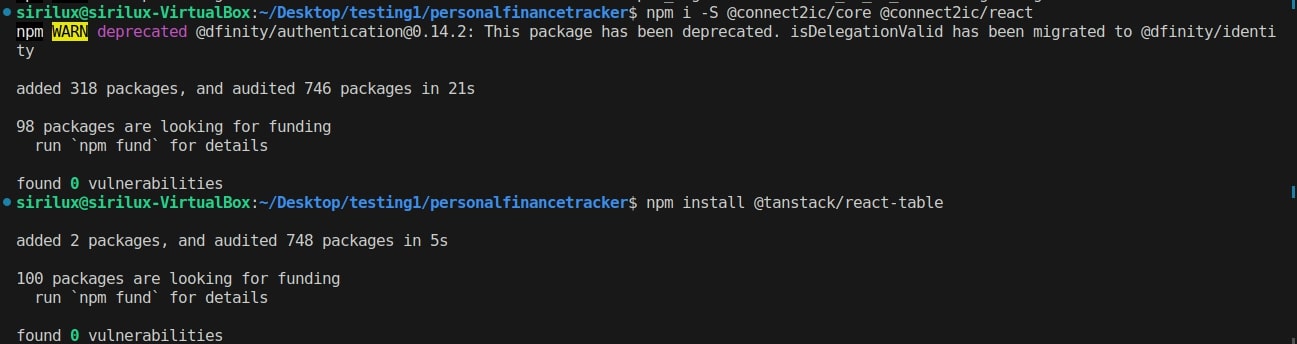 sirilux@sirilux-VirtualBox:~/Desktop/testing1/personalfinancetracker$ npm i -S @connect2ic/core @connect2ic/react
npm WARN deprecated @dfinity/authentication@0.14.2: This package has been deprecated. isDelegationValid has been migrated to @dfinity/identi
ty
added 318 packages, and audited 746 packages in 21s
98 packages are looking for funding
run `npm fund` for details
found 0 vulnerabilities
sirilux@sirilux-VirtualBox:~/Desktop/testing1/personalfinancetracker$ npm install @tanstack/react-table
added 2 packages, and audited 748 packages in 5s
100 packages are looking for funding
run `npm fund` for details
found 0 vulnerabilities